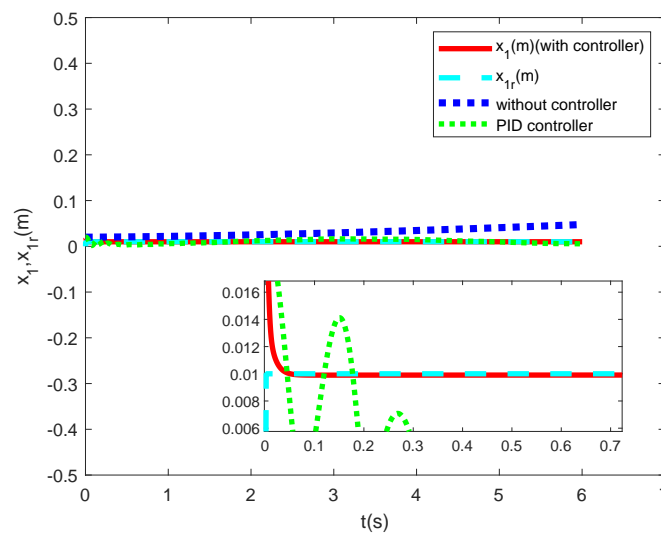 0.5
0.4
0.3
0.2
0.1
0
-0.1
-0.2
-0.3
-0.4
-0.5
x1,x1r(m)
x1(m)(with controller)
x1r(m)
without controller
PID controller
0.016
0.014
0.012
0.01
0.008
0.006
0 0.1 0.2 0.3 0.4 0.5 0.6 0.7
0 1 2 3 4 5 6 7
t(s)